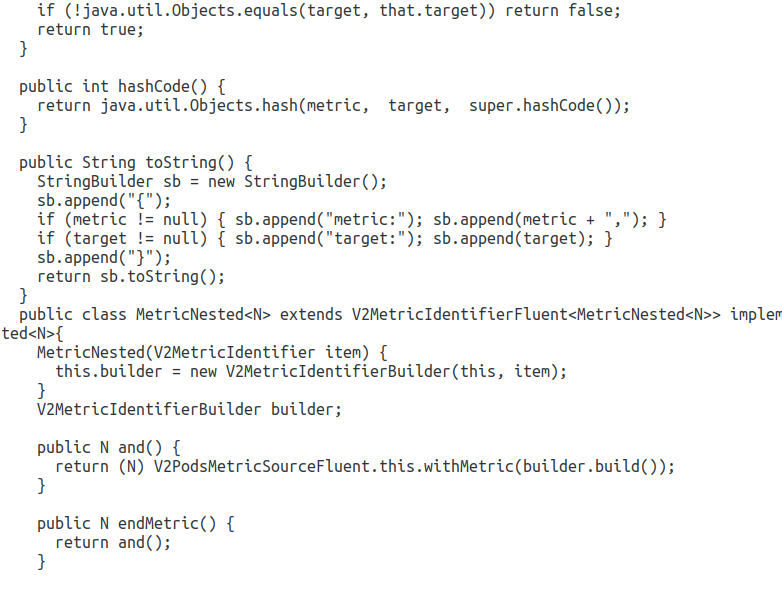 if (!java.util.Objects.equals(target, that.target)) return false;
    return true;
  }
  public int hashCode() {
    return java.util.Objects.hash(metric,  target,  super.hashCode());
  }
  public String toString() {
    StringBuilder sb = new StringBuilder();
    sb.append("{");
    if (metric != null) { sb.append("metric:"); sb.append(metric + ","); }
    if (target != null) { sb.append("target:"); sb.append(target); }
    sb.append("}");
    return sb.toString();
  }
  public class MetricNested<N> extends V2MetricIdentifierFluent<MetricNested<N>> implem
ted<N>{
    MetricNested(V2MetricIdentifier item) {
      this.builder = new V2MetricIdentifierBuilder(this, item);
    }
    V2MetricIdentifierBuilder builder;
    public N and() {
      return (N) V2PodsMetricSourceFluent.this.withMetric(builder.build());
    }
    public N endMetric() {
      return and();
    }